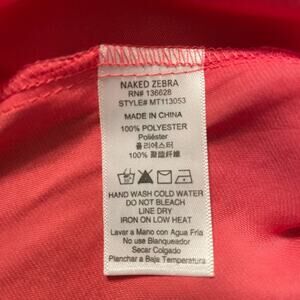 NAKED ZEBRA
RN# 136628
STYLE# MT113053
MADE IN CHINA
100% POLYESTER
Poliéster
폴리에스터
100% 聚酯纖維
HAND WASH COLD WATER
DO NOT BLEACH
LINE DRY
IRON ON LOW HEAT
Lavar a Mano con Agua Fria
No use Blanqueador
Secar Colgado
Planchar a Baja Temperatura